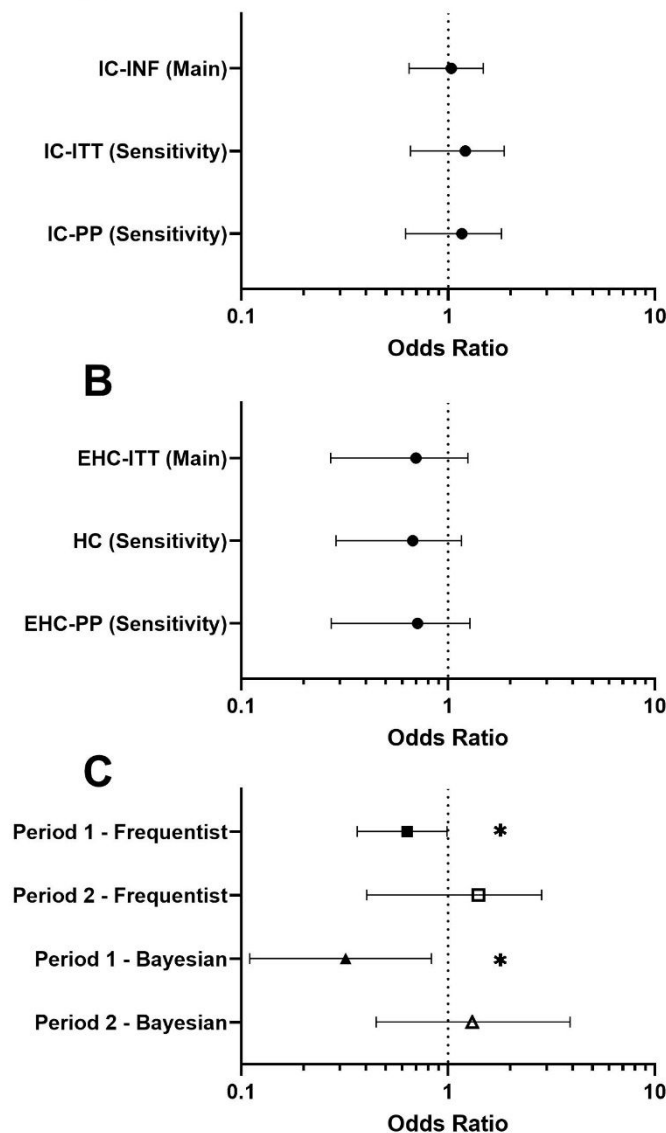 IC-INF (Main)
IC-ITT (Sensitivity)
IC-PP (Sensitivity)
0.1 1 10
Odds Ratio
B
EHC-ITT (Main)
HC (Sensitivity)
EHC-PP (Sensitivity)
0.1 1 10
Odds Ratio
C
Period 1 - Frequentist *
Period 2 - Frequentist
Period 1 - Bayesian *
Period 2 - Bayesian
0.1 1 10
Odds Ratio